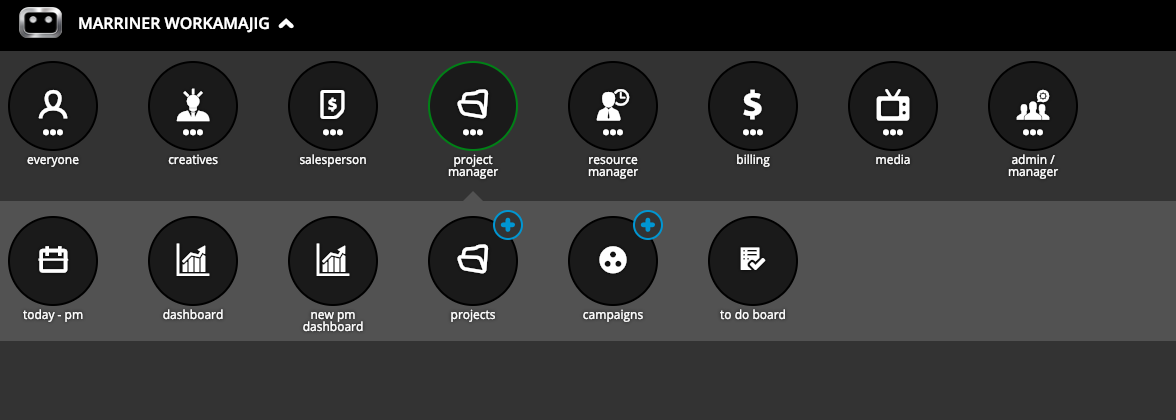 MARRINER WORKAMAJIG
everyone
creatives
salesperson
project
manager
resource
manager
billing
media
admin /
manager
today - pm
dashboard
new pm
dashboard
projects
campaigns
to do board